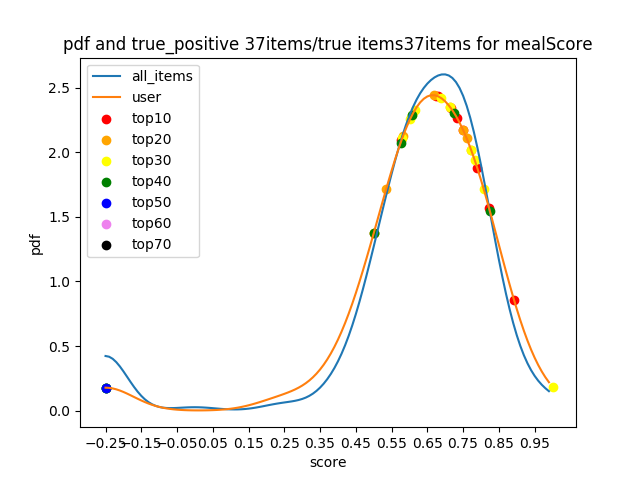 pdf and true_positive 37items/true items37items for mealScore
all_items
user
top10
top20
top30
top40
top50
top60
top70
pdf
2.5
2.0
1.5
1.0
0.5
0.0
−0.25 −0.15 −0.05 0.05 0.15 0.25 0.35 0.45 0.55 0.65 0.75 0.85 0.95
score